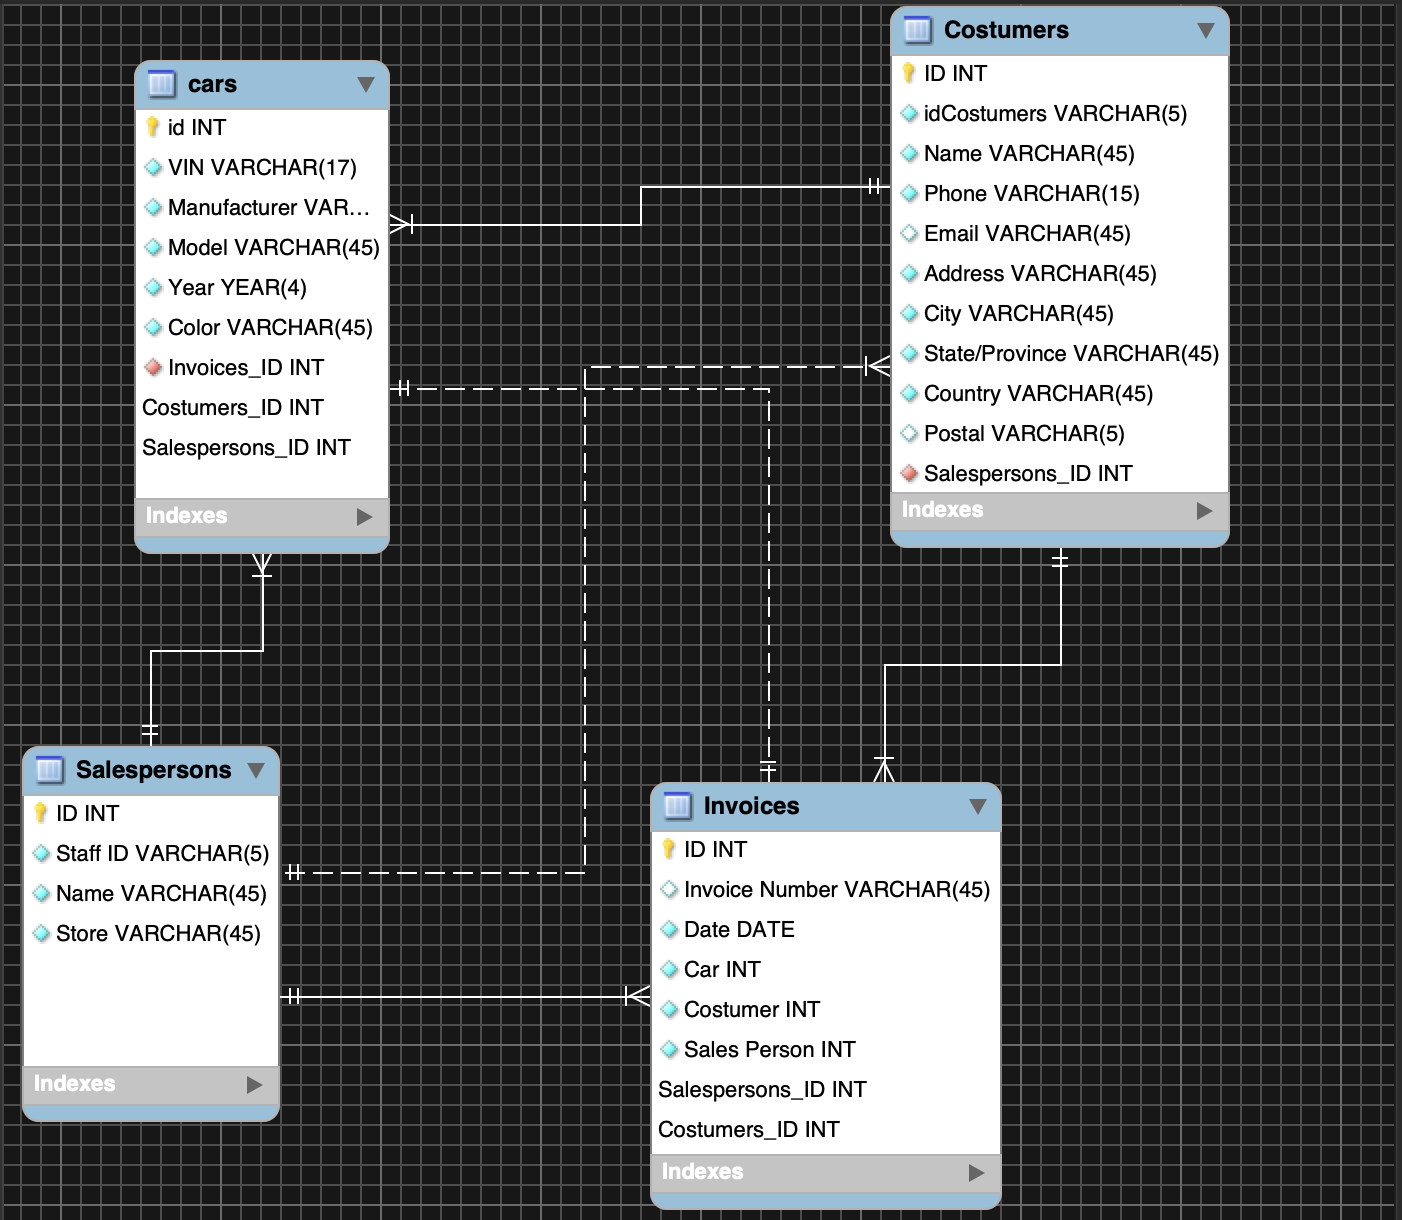 cars
id INT
VIN VARCHAR(17)
Manufacturer VAR...
Model VARCHAR(45)
Year YEAR(4)
Color VARCHAR(45)
Invoices_ID INT
Costumers_ID INT
Salespersons_ID INT
Indexes
Costumers
ID INT
idCostumers VARCHAR(5)
Name VARCHAR(45)
Phone VARCHAR(15)
Email VARCHAR(45)
Address VARCHAR(45)
City VARCHAR(45)
State/Province VARCHAR(45)
Country VARCHAR(45)
Postal VARCHAR(5)
Salespersons_ID INT
Indexes
Salespersons
ID INT
Staff ID VARCHAR(5)
Name VARCHAR(45)
Store VARCHAR(45)
Indexes
Invoices
ID INT
Invoice Number VARCHAR(45)
Date DATE
Car INT
Costumer INT
Sales Person INT
Salespersons_ID INT
Costumers_ID INT
Indexes